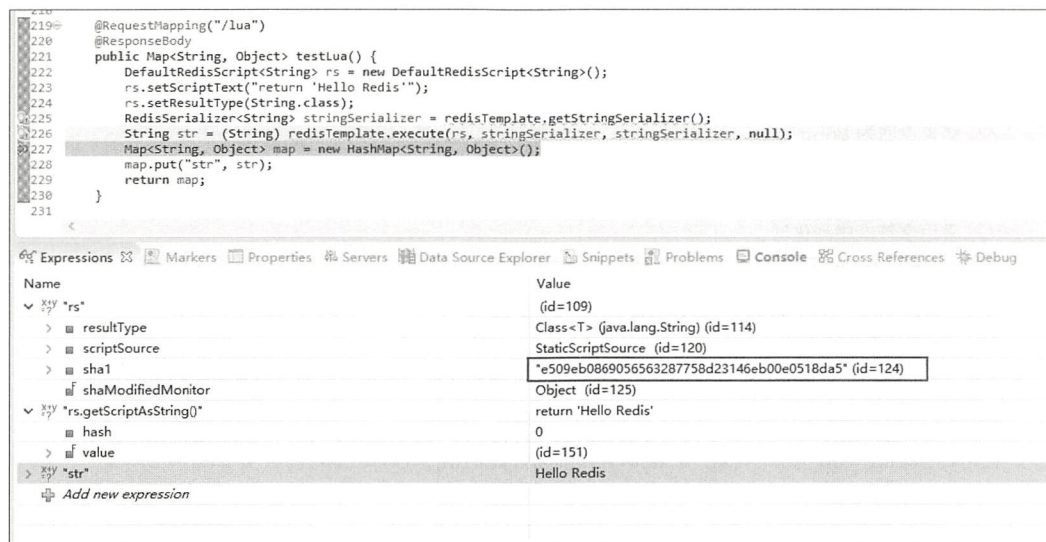 219 @RequestMapping("/lua")
220 @ResponseBody
221 public Map<String, Object> testLua() {
222 DefaultRedisScript<String> rs = new DefaultRedisScript<String>();
223 rs.setScriptText("return 'Hello Redis'");
224 rs.setResultType(String.class);
225 RedisSerializer<String> stringSerializer = redisTemplate.getStringSerializer();
226 String str = (String) redisTemplate.execute(rs, stringSerializer, stringSerializer, null);
227 Map<String, Object> map = new HashMap<String, Object>();
228 map.put("str", str);
229 return map;
230 }
231
Expressions Markers Properties Servers Data Source Explorer Snippets Problems Console Cross References Debug
Name Value
"rs" (id=109)
resultType Class<T> (java.lang.String) (id=114)
scriptSource StaticScriptSource (id=120)
sha1 "e509eb0869056563287758d23146eb00e0518da5" (id=124)
shaModifiedMonitor Object (id=125)
"rs.getScriptAsString()" return 'Hello Redis'
hash 0
value (id=151)
"str" Hello Redis
Add new expression